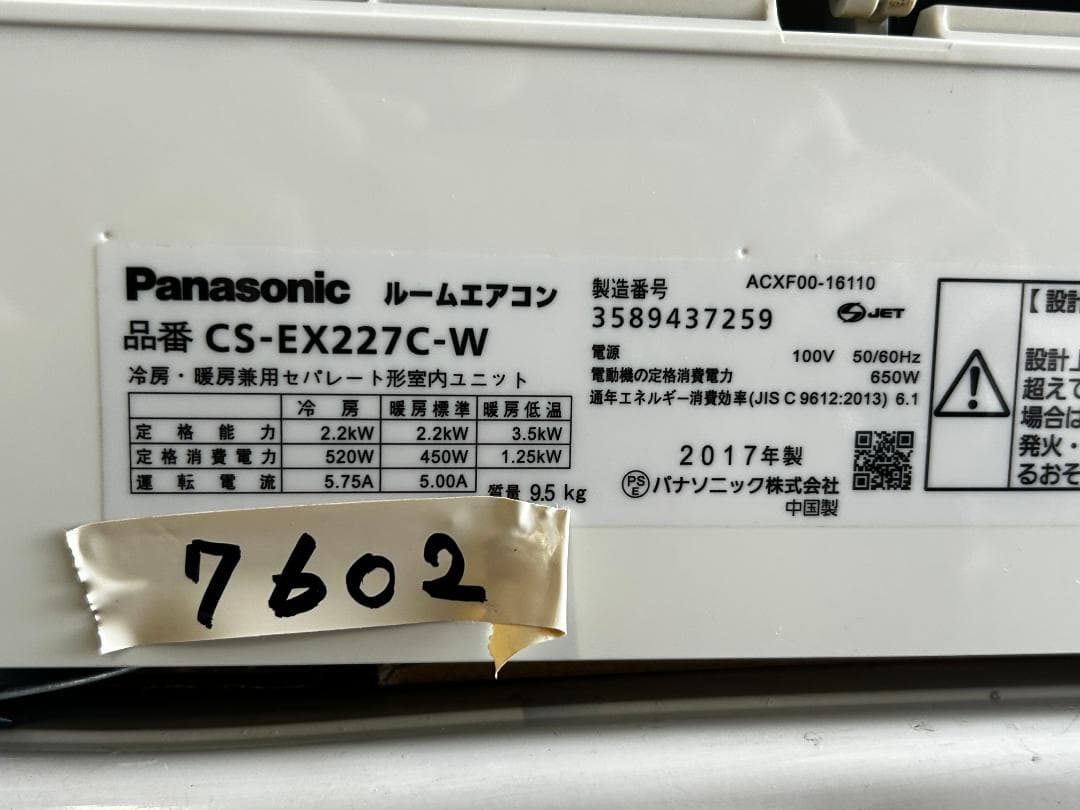 Panasonic ルームエアコン
品番 CS-EX227C-W
冷房・暖房兼用セパレート形室内ユニット
冷房 暖房標準 暖房低温
定格能力 2.2kW 2.2kW 3.5kW
定格消費電力 520W 450W 1.25kW
運転電流 5.75A 5.00A
質量 9.5 kg
製造番号 ACXF00-16110
3589437259 JET
電源 100V 50/60Hz
電動機の定格消費電力 650W
通年エネルギー消費効率(JIS C 9612:2013) 6.1
2017年製
PSE パナソニック株式会社
中国製
【設計
設計上
超えて
場合は
発火・
るおそ
7602